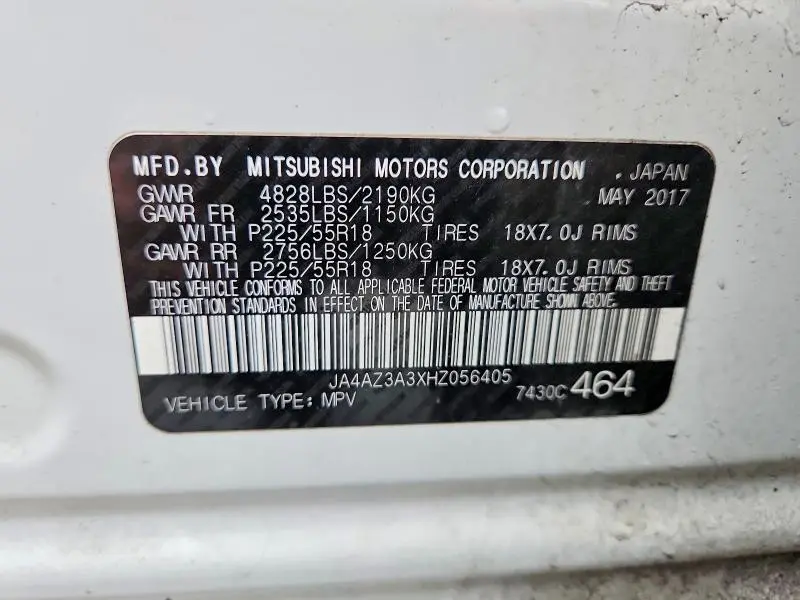 MFD.BY MITSUBISHI MOTORS CORPORATION . JAPAN
GVWR 4828LBS/2190KG MAY 2017
GAWR FR 2535LBS/1150KG
WITH P225/55R18 TIRES 18X7.0J RIMS
GAWR RR 2756LBS/1250KG
WITH P225/55R18 TIRES 18X7.0J RIMS
THIS VEHICLE CONFORMS TO ALL APPLICABLE FEDERAL MOTOR VEHICLE SAFETY AND THEFT
PREVENTION STANDARDS IN EFFECT ON THE DATE OF MANUFACTURE SHOWN ABOVE.
JA4AZ3A3XHZ056405
VEHICLE TYPE: MPV 7430C 464